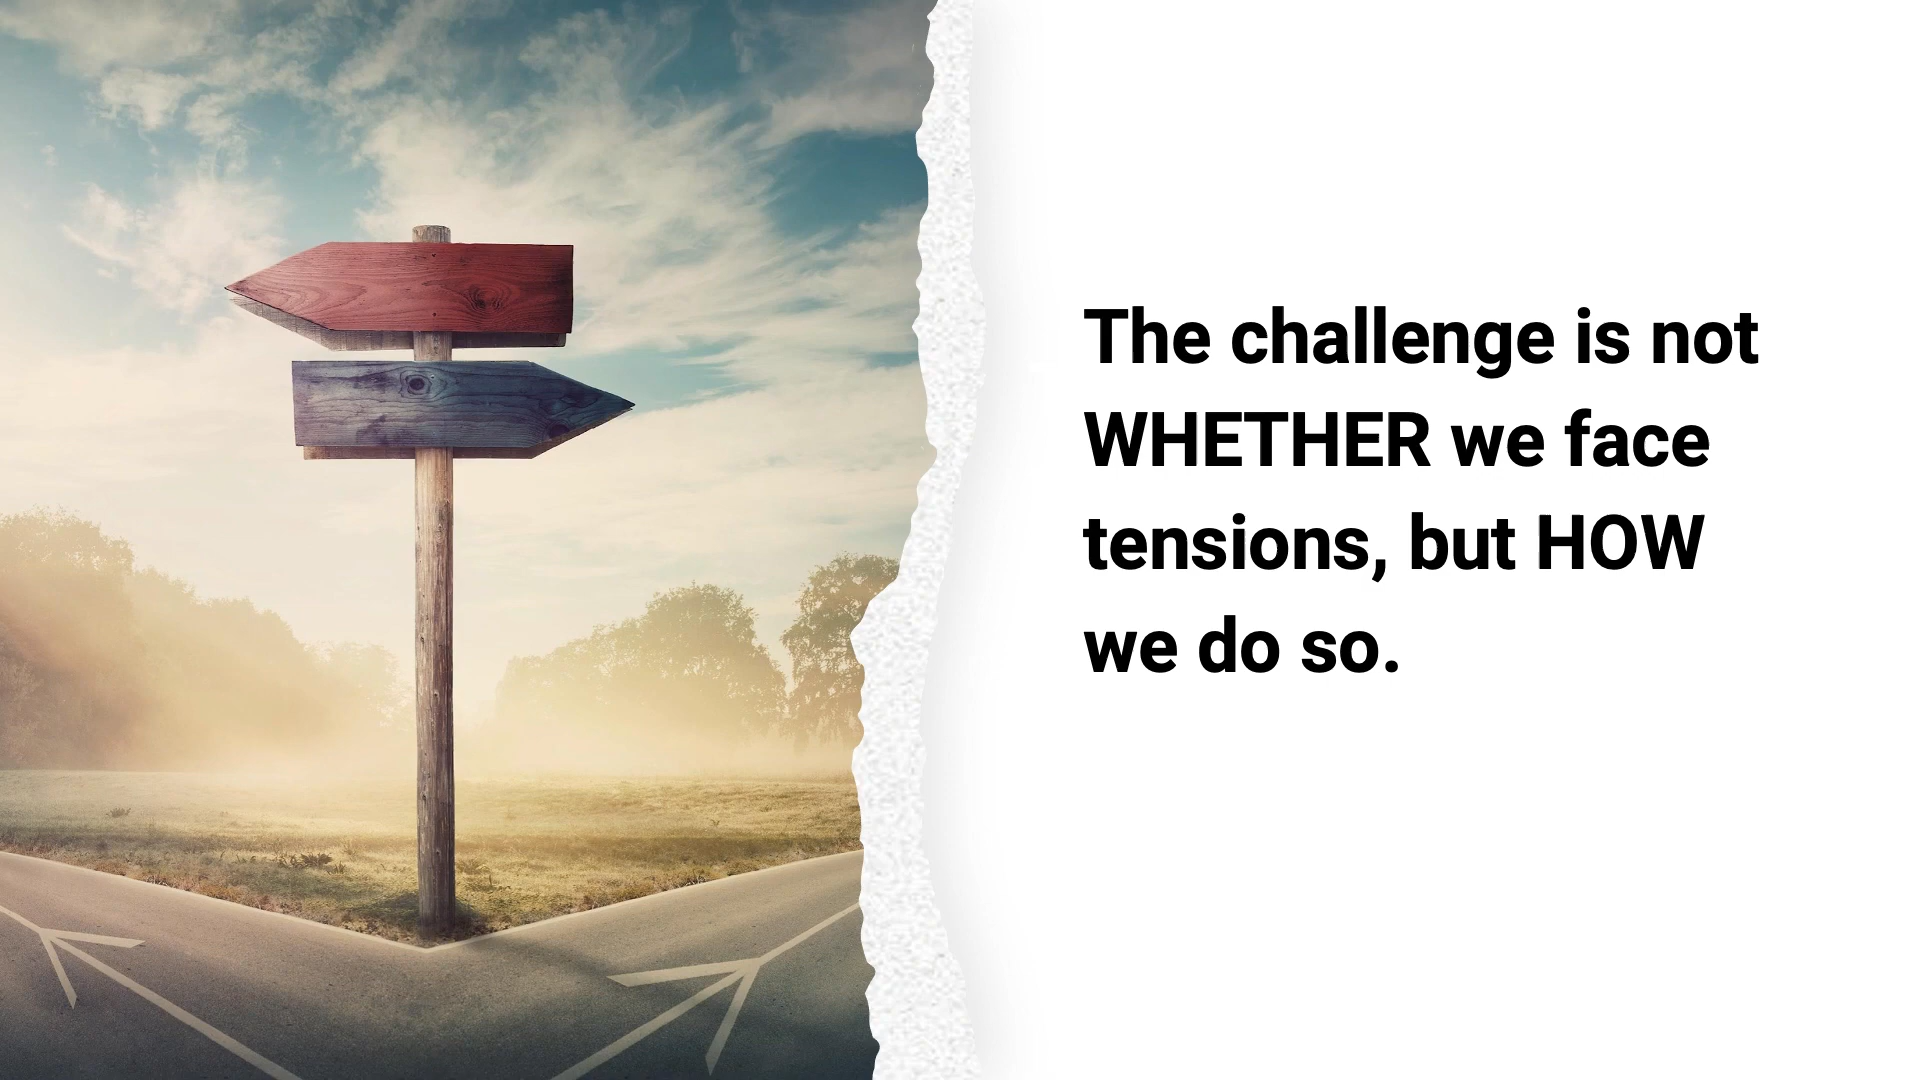 The challenge is not
WHETHER we face
tensions, but HOW
we do so.